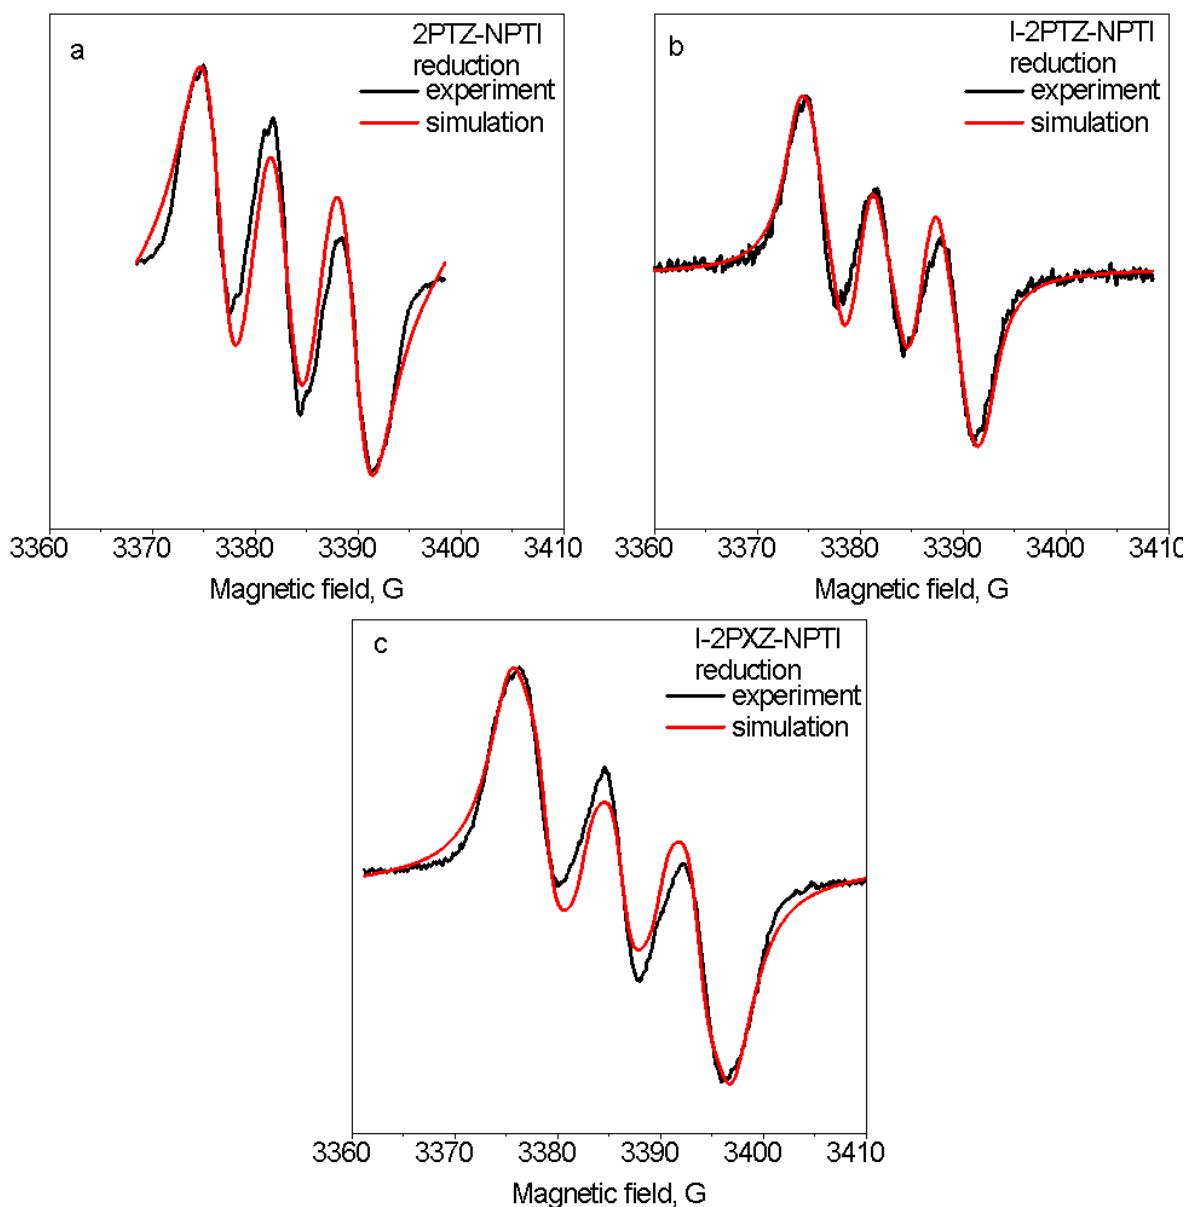 a
2PTZ-NPTI
reduction
experiment
simulation
3360 3370 3380 3390 3400 3410
Magnetic field, G
b
I-2PTZ-NPTI
reduction
experiment
simulation
3360 3370 3380 3390 3400 3410
Magnetic field, G
c
I-2PXZ-NPTI
reduction
experiment
simulation
3360 3370 3380 3390 3400 3410
Magnetic field, G